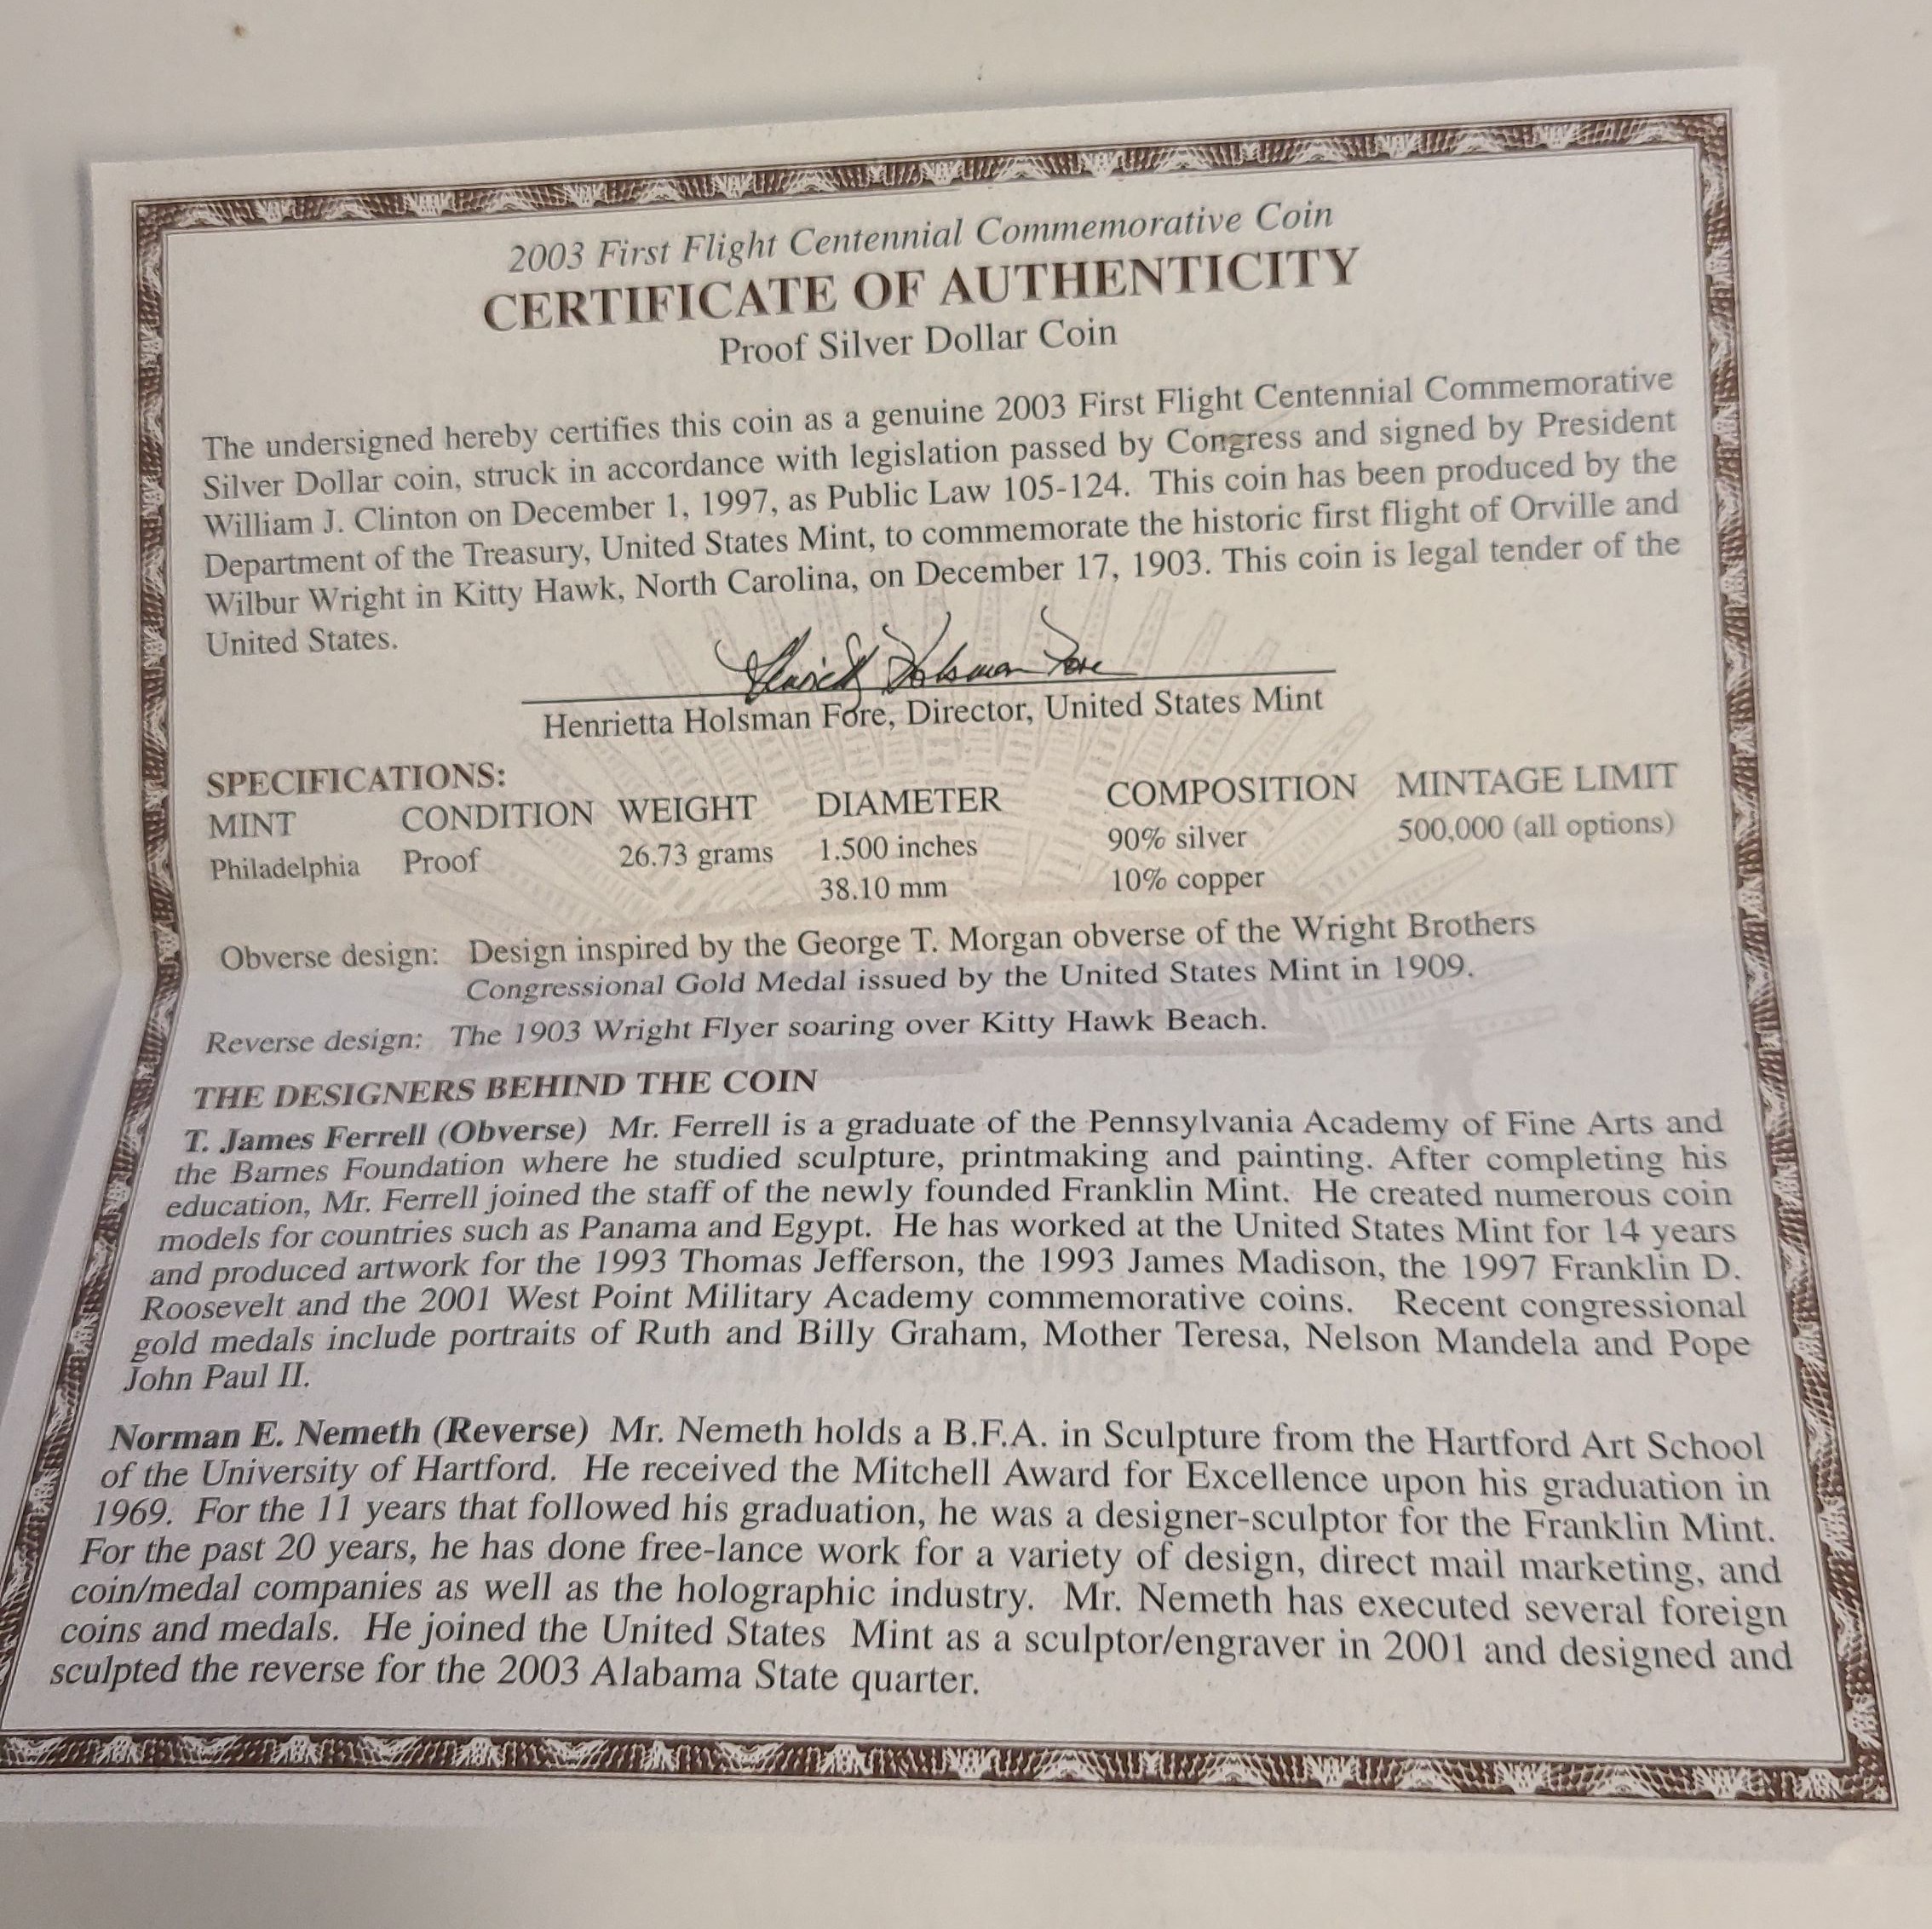 2003 First Flight Centennial Commemorative Coin
CERTIFICATE OF AUTHENTICITY
Proof Silver Dollar Coin
The undersigned hereby certifies this coin as a genuine 2003 First Flight Centennial Commemorative
Silver Dollar coin, struck in accordance with legislation passed by Congress and signed by President
William J. Clinton on December 1, 1997, as Public Law 105-124. This coin has been produced by the
Department of the Treasury, United States Mint, to commemorate the historic first flight of Orville and
Wilbur Wright in Kitty Hawk, North Carolina, on December 17, 1903. This coin is legal tender of the
United States.
Henrietta Holsman Fore
Henrietta Holsman Fore, Director, United States Mint
SPECIFICATIONS:
MINT CONDITION WEIGHT DIAMETER COMPOSITION MINTAGE LIMIT
Philadelphia Proof 26.73 grams 1.500 inches 90% silver 500,000 (all options)
38.10 mm 10% copper
Obverse design: Design inspired by the George T. Morgan obverse of the Wright Brothers
Congressional Gold Medal issued by the United States Mint in 1909.
Reverse design: The 1903 Wright Flyer soaring over Kitty Hawk Beach.
THE DESIGNERS BEHIND THE COIN
T. James Ferrell (Obverse) Mr. Ferrell is a graduate of the Pennsylvania Academy of Fine Arts and
the Barnes Foundation where he studied sculpture, printmaking and painting. After completing his
education, Mr. Ferrell joined the staff of the newly founded Franklin Mint. He created numerous coin
models for countries such as Panama and Egypt. He has worked at the United States Mint for 14 years
and produced artwork for the 1993 Thomas Jefferson, the 1993 James Madison, the 1997 Franklin D.
Roosevelt and the 2001 West Point Military Academy commemorative coins. Recent congressional
gold medals include portraits of Ruth and Billy Graham, Mother Teresa, Nelson Mandela and Pope
John Paul II.
Norman E. Nemeth (Reverse) Mr. Nemeth holds a B.F.A. in Sculpture from the Hartford Art School
of the University of Hartford. He received the Mitchell Award for Excellence upon his graduation in
1969. For the 11 years that followed his graduation, he was a designer-sculptor for the Franklin Mint.
For the past 20 years, he has done free-lance work for a variety of design, direct mail marketing, and
coin/medal companies as well as the holographic industry. Mr. Nemeth has executed several foreign
coins and medals. He joined the United States Mint as a sculptor/engraver in 2001 and designed and
sculpted the reverse for the 2003 Alabama State quarter.